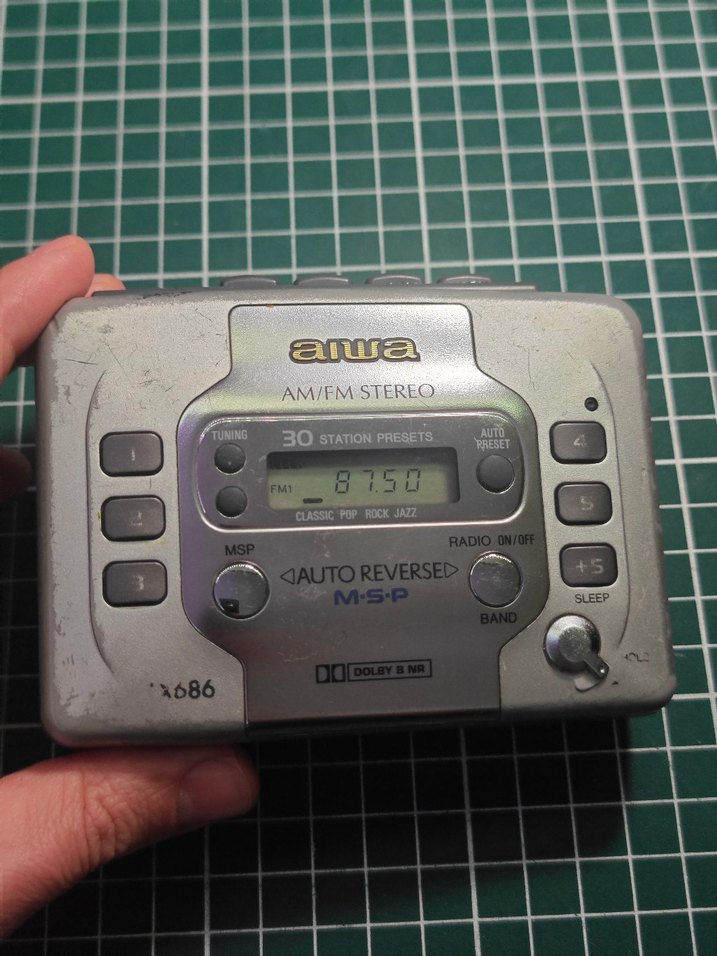 aiwa
AM/FM STEREO
TUNING
30 STATION PRESETS
AUTO PRESET
FM1
87.50
CLASSIC POP ROCK JAZZ
1
2
3
4
5
+5
SLEEP
MSP
RADIO ON/OFF
BAND
AUTO REVERSE
M·S·P
DOLBY B NR
X686